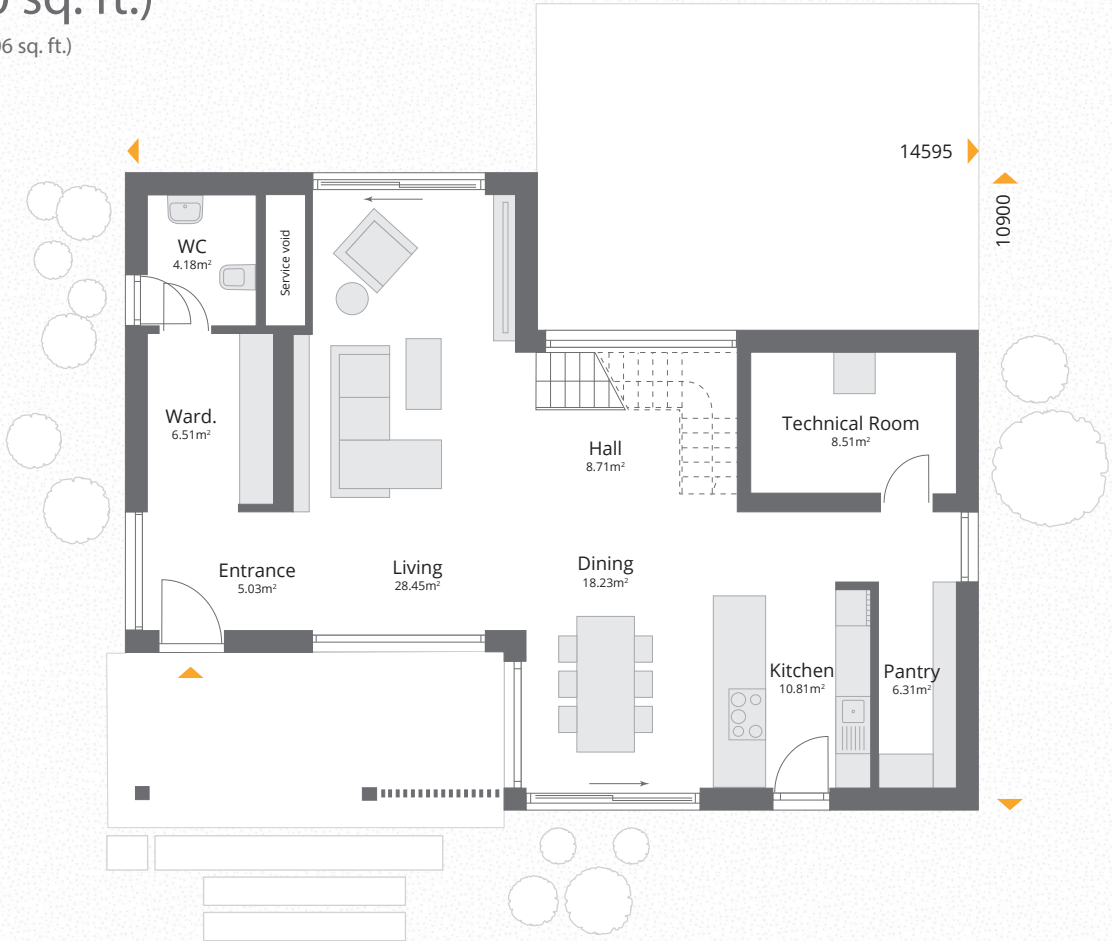 sq. ft.)
6 sq. ft.)
14595
10900
WC
4.18m²
Service void
Ward.
6.51m²
Technical Room
8.51m²
Hall
8.71m²
Entrance
5.03m²
Living
28.45m²
Dining
18.23m²
Kitchen
10.81m²
Pantry
6.31m²